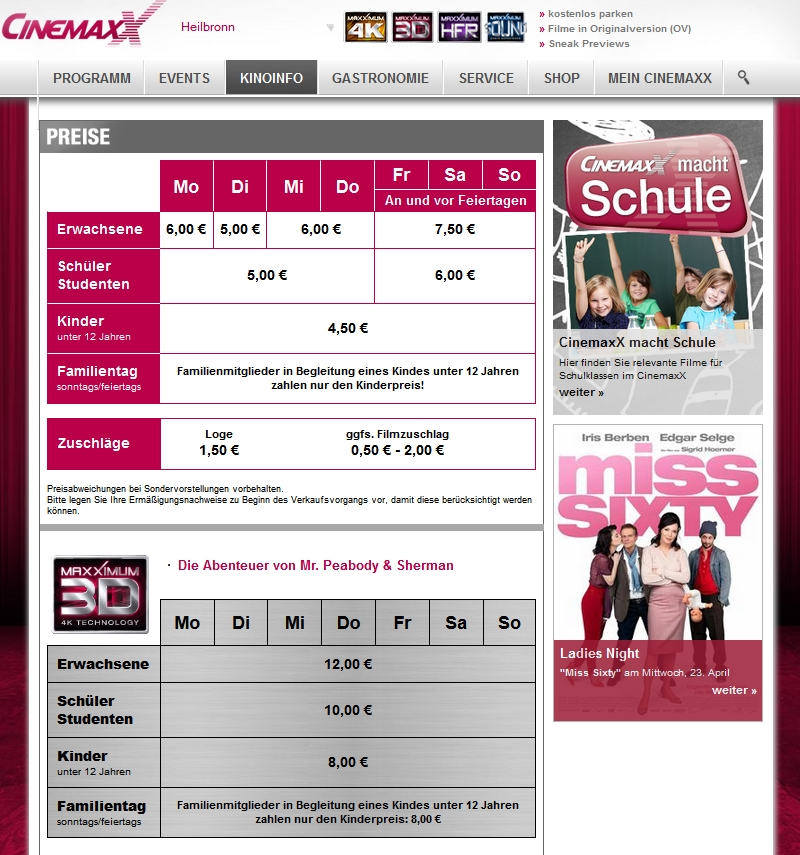 CINEMAXX
Heilbronn
MAXXIMUM
4K
MAXXIMUM
3D
MAXXIMUM
HFR
MAXXIMUM
SOUND
» kostenlos parken
» Filme in Originalversion (OV)
» Sneak Previews
PROGRAMM EVENTS KINOINFO GASTRONOMIE SERVICE SHOP MEIN CINEMAXX
PREISE
Mo Di Mi Do Fr Sa So
An und vor Feiertagen
Erwachsene 6,00 € 5,00 € 6,00 € 7,50 €
Schüler
Studenten
5,00 € 6,00 €
Kinder
unter 12 Jahren
4,50 €
Familientag
sonntags/feiertags
Familienmitglieder in Begleitung eines Kindes unter 12 Jahren
zahlen nur den Kinderpreis!
Zuschläge
Loge
1,50 €
ggfs. Filmzuschlag
0,50 € - 2,00 €
Preisabweichungen bei Sondervorstellungen vorbehalten.
Bitte legen Sie Ihre Ermäßigungsnachweise zu Beginn des Verkaufsvorgangs vor, damit diese berücksichtigt werden
können.
MAXXIMUM
3D
4K TECHNOLOGY
· Die Abenteuer von Mr. Peabody & Sherman
Mo Di Mi Do Fr Sa So
Erwachsene 12,00 €
Schüler
Studenten
10,00 €
Kinder
unter 12 Jahren
8,00 €
Familientag
sonntags/feiertags
Familienmitglieder in Begleitung eines Kindes unter 12 Jahren
zahlen nur den Kinderpreis: 8,00 €
CINEMAXX macht
Schule
CinemaxX macht Schule
Hier finden Sie relevante Filme für
Schulklassen im CinemaxX
weiter »
Iris Berben Edgar Selge
ein Film von Sigrid Hoerner
miss
SIXTY
Ladies Night
"Miss Sixty" am Mittwoch, 23. April
weiter »